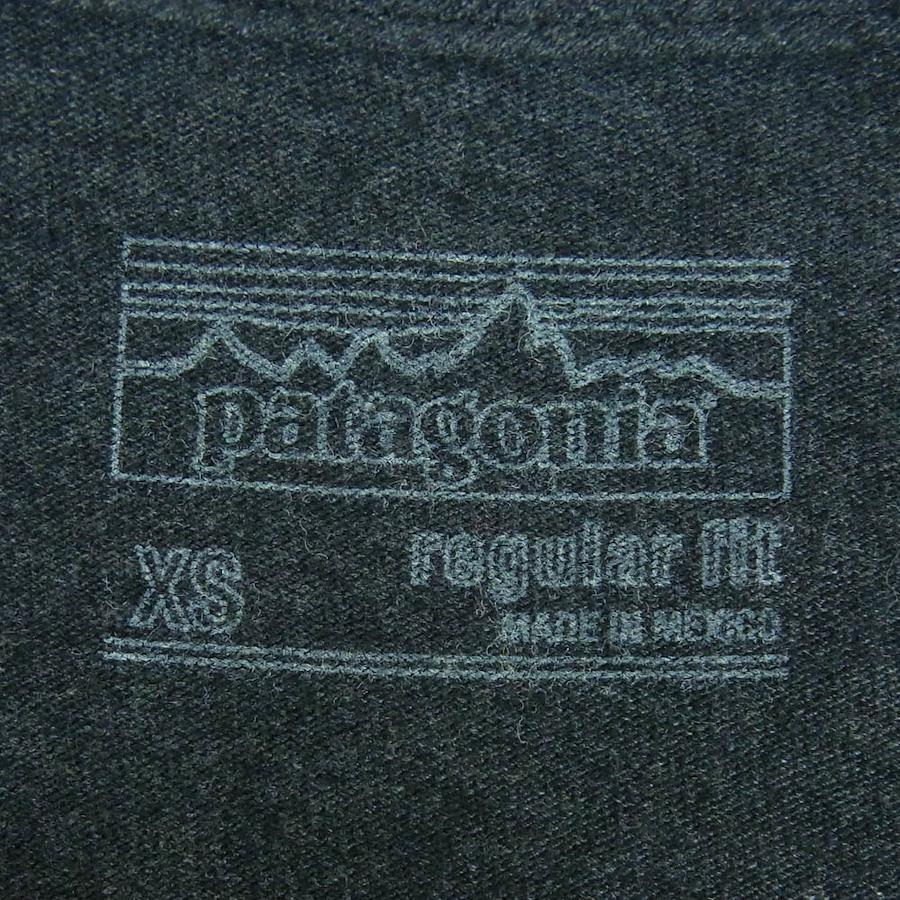 patagonia
regular fit
XS
MADE IN MEXICO